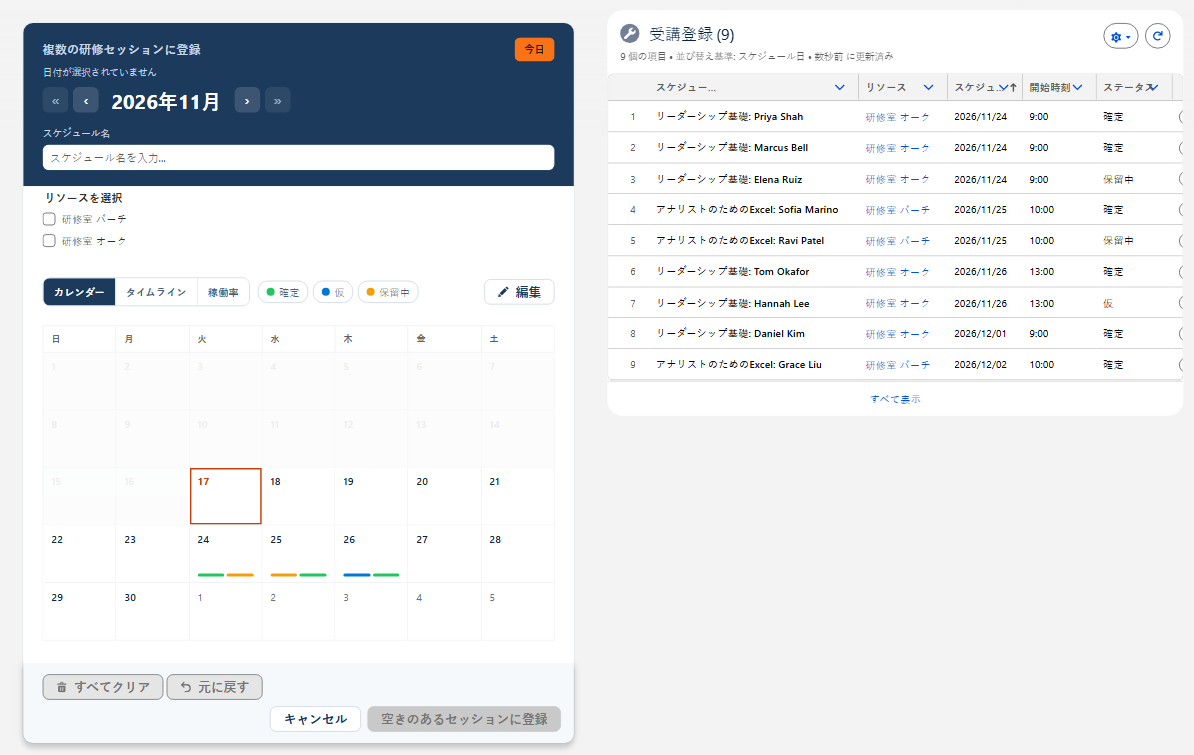 複数の研修セッションに登録
今日
日付が選択されていません
« ‹ 2026年11月 › »
スケジュール名
スケジュール名を入力...
リソースを選択
研修室 バーチ
研修室 オーク
カレンダー タイムライン 稼働率 確定 仮 保留中 編集
日 月 火 水 木 金 土
1 2 3 4 5 6 7
8 9 10 11 12 13 14
15 16 17 18 19 20 21
22 23 24 25 26 27 28
29 30 1 2 3 4 5
すべてクリア 元に戻す
キャンセル 空きのあるセッションに登録
受講登録 (9)
9 個の項目 • 並び替え基準: スケジュール日 • 数秒前 に更新済み
スケジュー... リソース スケジュ... 開始時刻 ステータス
1 リーダーシップ基礎: Priya Shah 研修室 オーク 2026/11/24 9:00 確定
2 リーダーシップ基礎: Marcus Bell 研修室 オーク 2026/11/24 9:00 確定
3 リーダーシップ基礎: Elena Ruiz 研修室 オーク 2026/11/24 9:00 保留中
4 アナリストのためのExcel: Sofia Marino 研修室 バーチ 2026/11/25 10:00 確定
5 アナリストのためのExcel: Ravi Patel 研修室 バーチ 2026/11/25 10:00 保留中
6 リーダーシップ基礎: Tom Okafor 研修室 オーク 2026/11/26 13:00 確定
7 リーダーシップ基礎: Hannah Lee 研修室 オーク 2026/11/26 13:00 仮
8 リーダーシップ基礎: Daniel Kim 研修室 オーク 2026/12/01 9:00 確定
9 アナリストのためのExcel: Grace Liu 研修室 バーチ 2026/12/02 10:00 確定
すべて表示